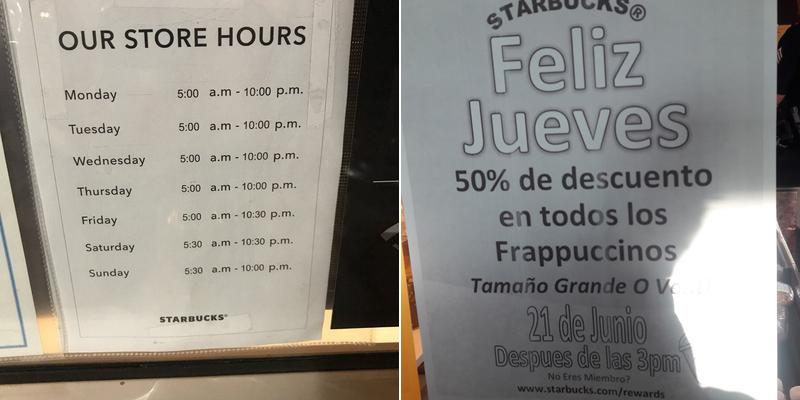 OUR STORE HOURS
Monday 5:00 a.m - 10:00 p.m.
Tuesday 5:00 a.m - 10:00 p.m.
Wednesday 5:00 a.m - 10:00 p.m.
Thursday 5:00 a.m - 10:00 p.m.
Friday 5:00 a.m - 10:30 p.m.
Saturday 5:30 a.m - 10:30 p.m.
Sunday 5:30 a.m - 10:00 p.m.
STARBUCKS®
STARBUCKS®
Feliz
Jueves
50% de descuento
en todos los
Frappuccinos
Tamaño Grande O
21 de Junio
Despues de las 3pm
No Eres Miembro?
www.starbucks.com/rewards